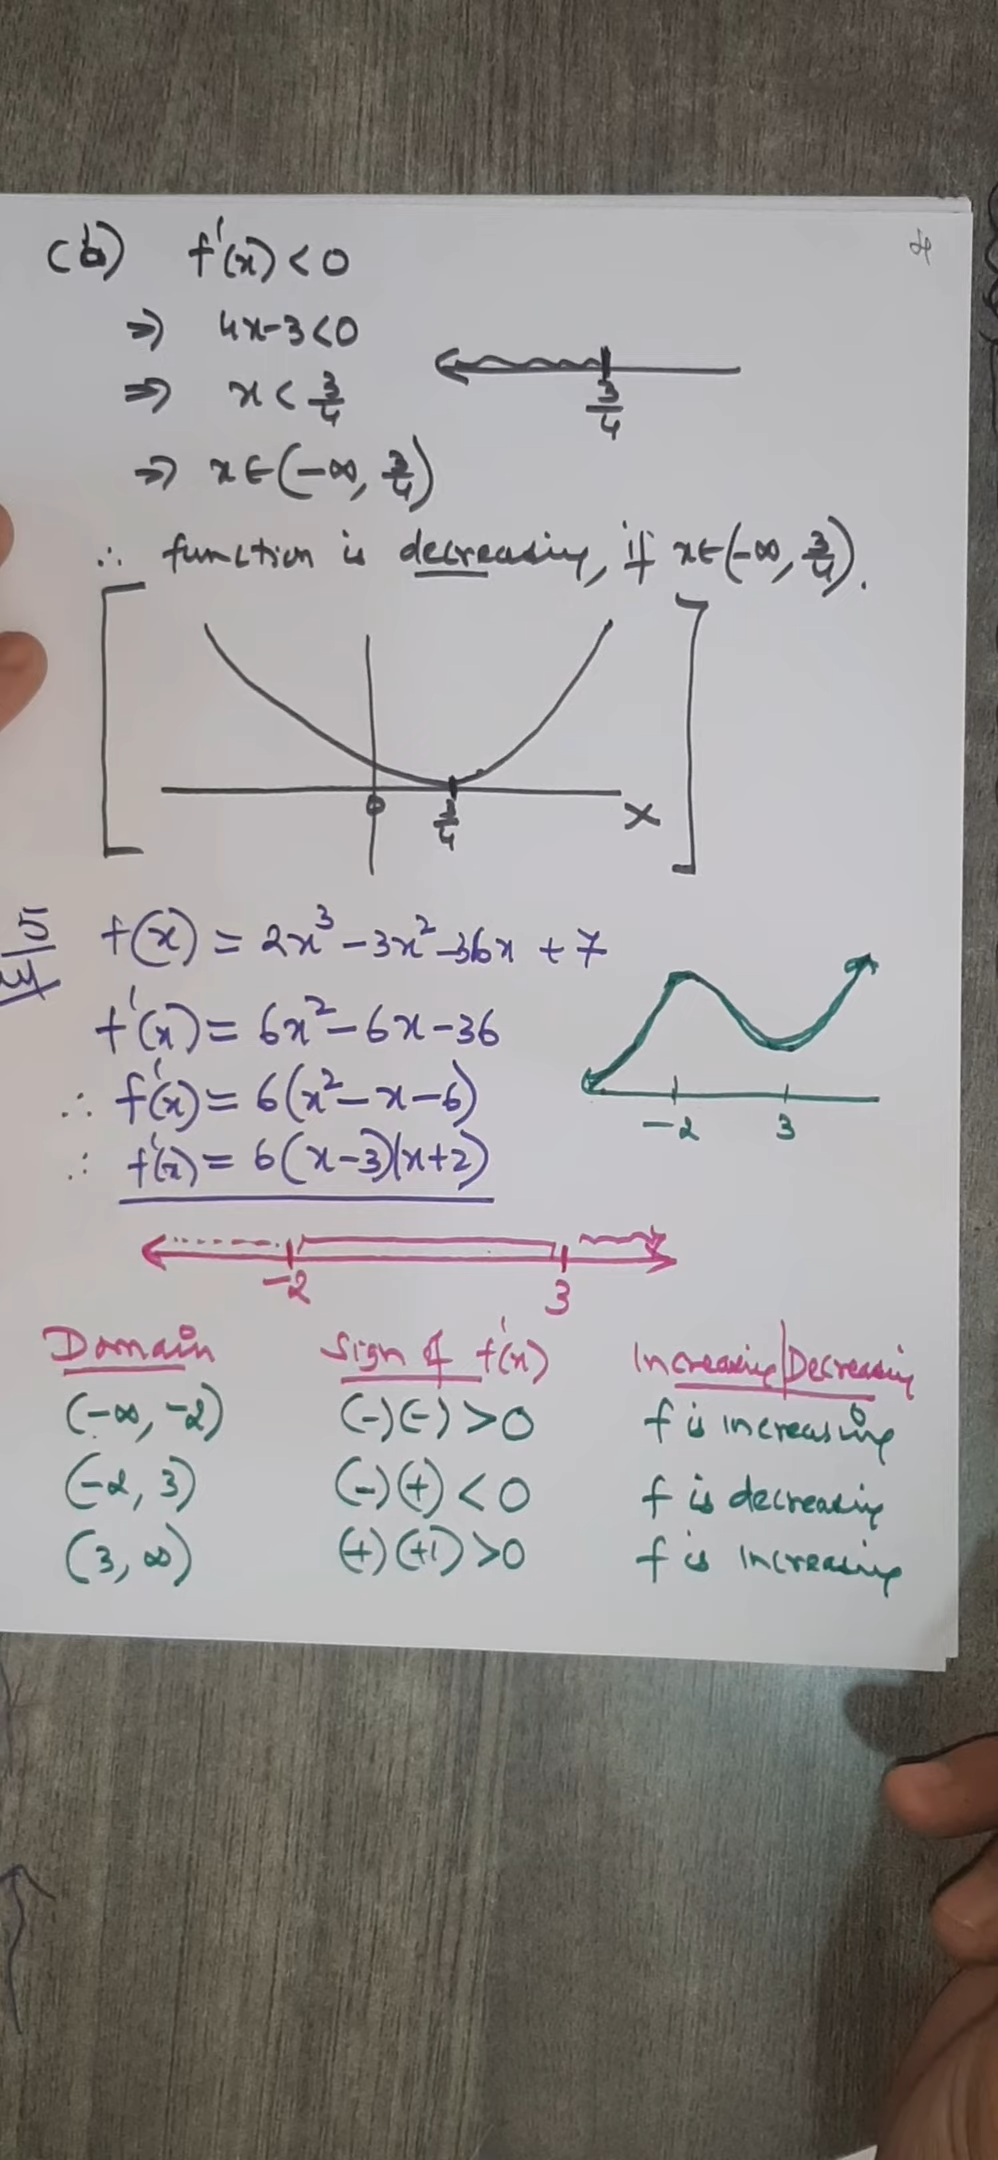 4
(b) f'(x) < 0
⇒ 4x-3<0
⇒ x < 3/4
3/4
⇒ x ∈ (-∞, 3/4)
∴ function is decreasing, if x∈(-∞, 3/4).
0 3/4 X
5 f(x) = 2x³ - 3x² - 36x + 7
f'(x) = 6x² - 6x - 36
∴ f'(x) = 6(x² - x - 6)
-2 3
∴ f'(x) = 6(x-3)(x+2)
-2 3
Domain Sign of f'(x) Increasing/Decreasing
(-∞, -2) (-)(-) > 0 f is increasing
(-2, 3) (-)(+) < 0 f is decreasing
(3, ∞) (+)(+) > 0 f is increasing